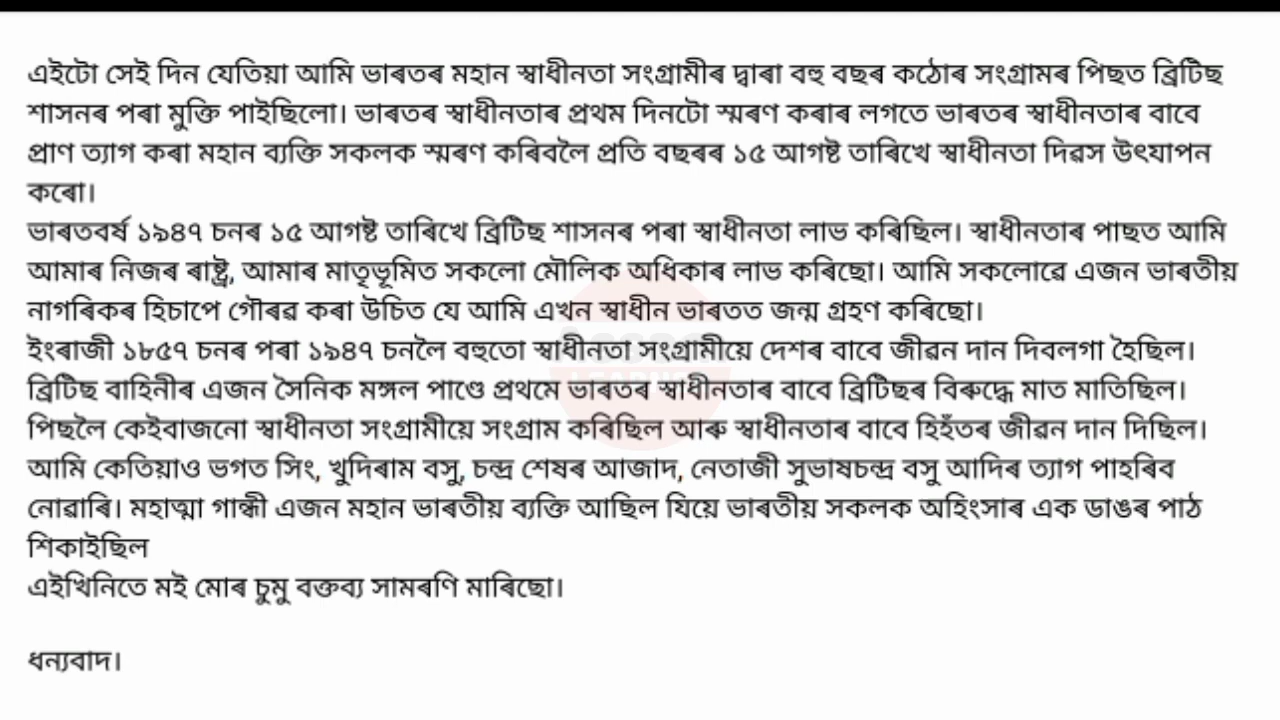 এইটো সেই দিন যেতিয়া আমি ভাৰতৰ মহান স্বাধীনতা সংগ্ৰামীৰ দ্বাৰা বহু বছৰ কঠোৰ সংগ্ৰামৰ পিছত ব্ৰিটিছ
শাসনৰ পৰা মুক্তি পাইছিলো। ভাৰতৰ স্বাধীনতাৰ প্ৰথম দিনটো স্মৰণ কৰাৰ লগতে ভাৰতৰ স্বাধীনতাৰ বাবে
প্ৰাণ ত্যাগ কৰা মহান ব্যক্তি সকলক স্মৰণ কৰিবলৈ প্ৰতি বছৰৰ ১৫ আগষ্ট তাৰিখে স্বাধীনতা দিৱস উৎযাপন
কৰো।
ভাৰতবৰ্ষ ১৯৪৭ চনৰ ১৫ আগষ্ট তাৰিখে ব্ৰিটিছ শাসনৰ পৰা স্বাধীনতা লাভ কৰিছিল। স্বাধীনতাৰ পাছত আমি
আমাৰ নিজৰ ৰাষ্ট্ৰ, আমাৰ মাতৃভূমিত সকলো মৌলিক অধিকাৰ লাভ কৰিছো। আমি সকলোৱে এজন ভাৰতীয়
নাগৰিকৰ হিচাপে গৌৰৱ কৰা উচিত যে আমি এখন স্বাধীন ভাৰতত জন্ম গ্ৰহণ কৰিছো।
ইংৰাজী ১৮৫৭ চনৰ পৰা ১৯৪৭ চনলৈ বহুতো স্বাধীনতা সংগ্ৰামীয়ে দেশৰ বাবে জীৱন দান দিবলগা হৈছিল।
ব্ৰিটিছ বাহিনীৰ এজন সৈনিক মঙ্গল পাণ্ডে প্ৰথমে ভাৰতৰ স্বাধীনতাৰ বাবে ব্ৰিটিছৰ বিৰুদ্ধে মাত মাতিছিল।
পিছলৈ কেইবাজনো স্বাধীনতা সংগ্ৰামীয়ে সংগ্ৰাম কৰিছিল আৰু স্বাধীনতাৰ বাবে হিহঁতৰ জীৱন দান দিছিল।
আমি কেতিয়াও ভগত সিং, খুদিৰাম বসু, চন্দ্ৰ শেষৰ আজাদ, নেতাজী সুভাষচন্দ্ৰ বসু আদিৰ ত্যাগ পাহৰিব
নোৱাৰি। মহাত্মা গান্ধী এজন মহান ভাৰতীয় ব্যক্তি আছিল যিয়ে ভাৰতীয় সকলক অহিংসাৰ এক ডাঙৰ পাঠ
শিকাইছিল
এইখিনিতে মই মোৰ চুমু বক্তব্য সামৰণি মাৰিছো।
ধন্যবাদ।